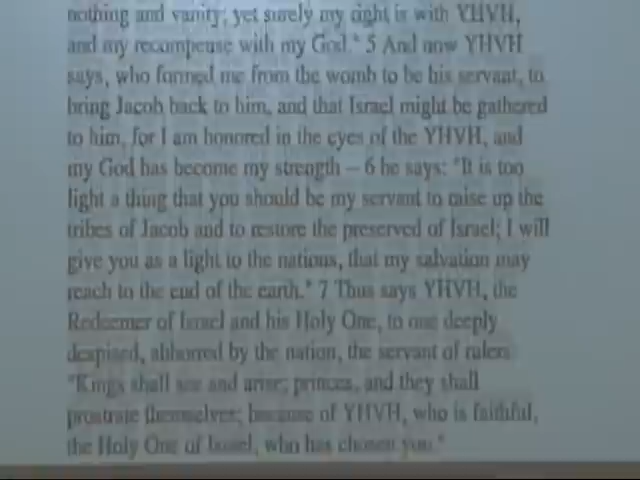 nothing and vanity; yet surely my right is with YHVH,
and my recompense with my God." 5 And now YHVH
says, who formed me from the womb to be his servant, to
bring Jacob back to him, and that Israel might be gathered
to him, for I am honored in the eyes of the YHVH, and
my God has become my strength – 6 he says: "It is too
light a thing that you should be my servant to raise up the
tribes of Jacob and to restore the preserved of Israel; I will
give you as a light to the nations, that my salvation may
reach to the end of the earth." 7 Thus says YHVH, the
Redeemer of Israel and his Holy One, to one deeply
despised, abhorred by the nation, the servant of rulers
"Kings shall see and arise; princes, and they shall
prostrate themselves; because of YHVH, who is faithful,
the Holy One of Israel, who has chosen you."